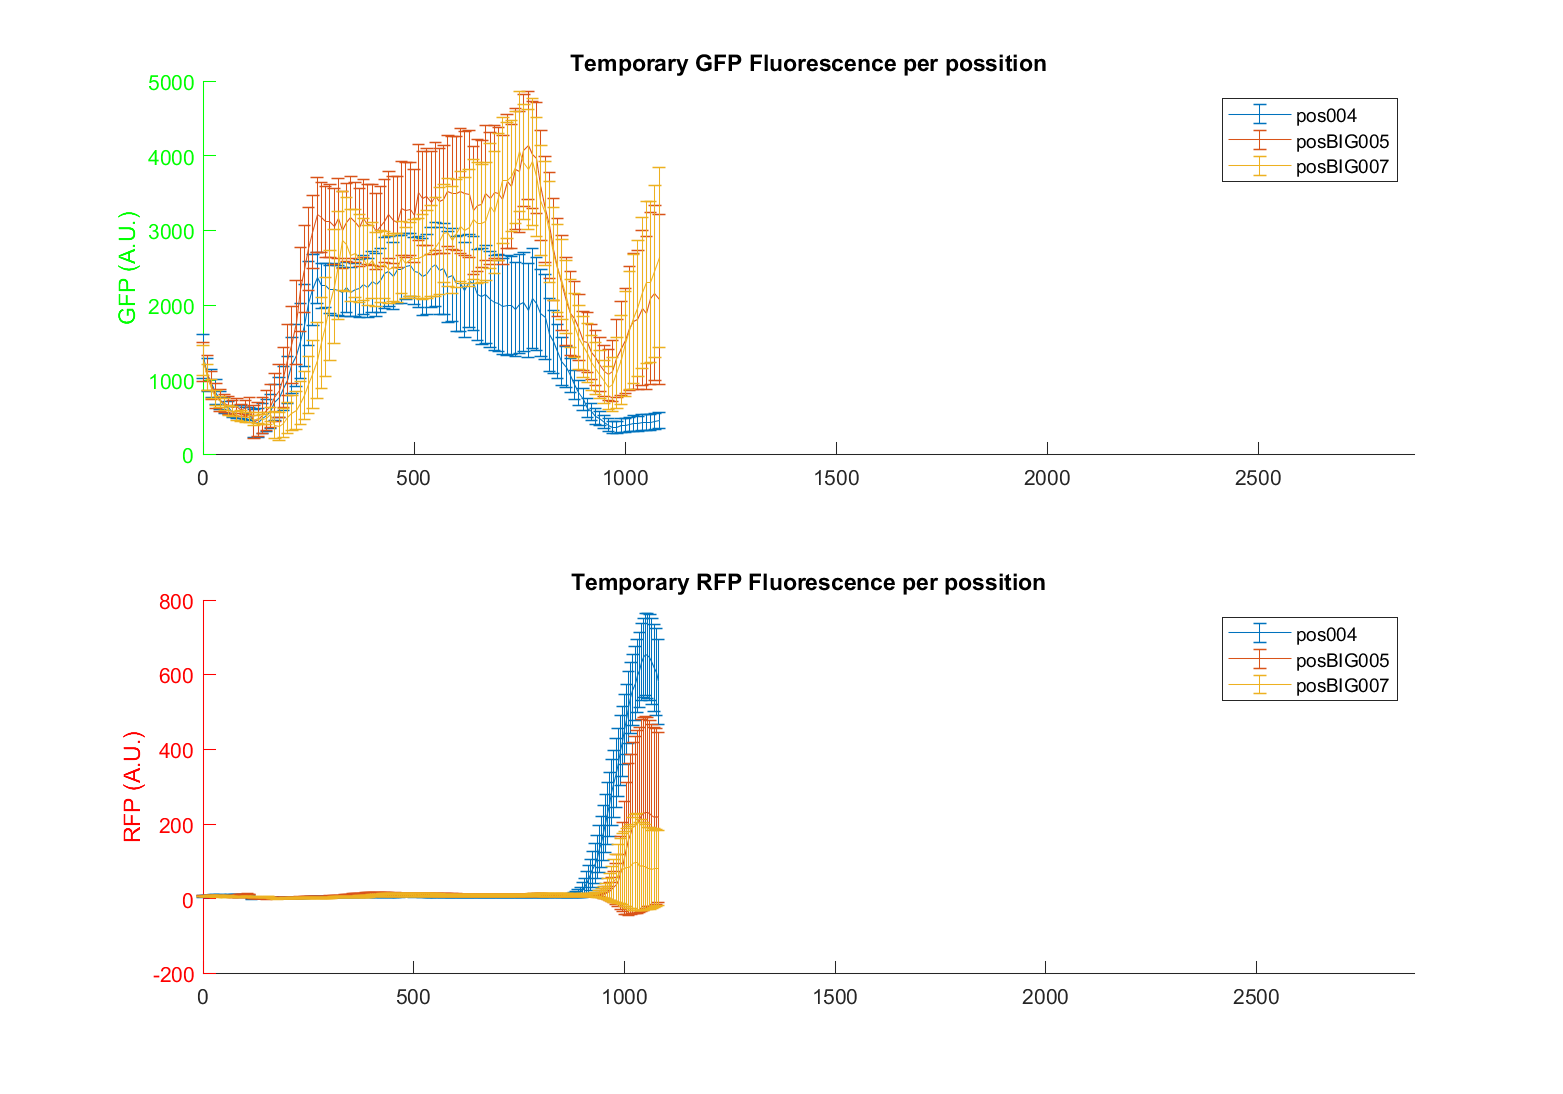 Temporary GFP Fluorescence per possition
5000
4000
3000
2000
1000
0
GFP (A.U.)
0 500 1000 1500 2000 2500
pos004
posBIG005
posBIG007
Temporary RFP Fluorescence per possition
800
600
400
200
0
-200
RFP (A.U.)
0 500 1000 1500 2000 2500
pos004
posBIG005
posBIG007